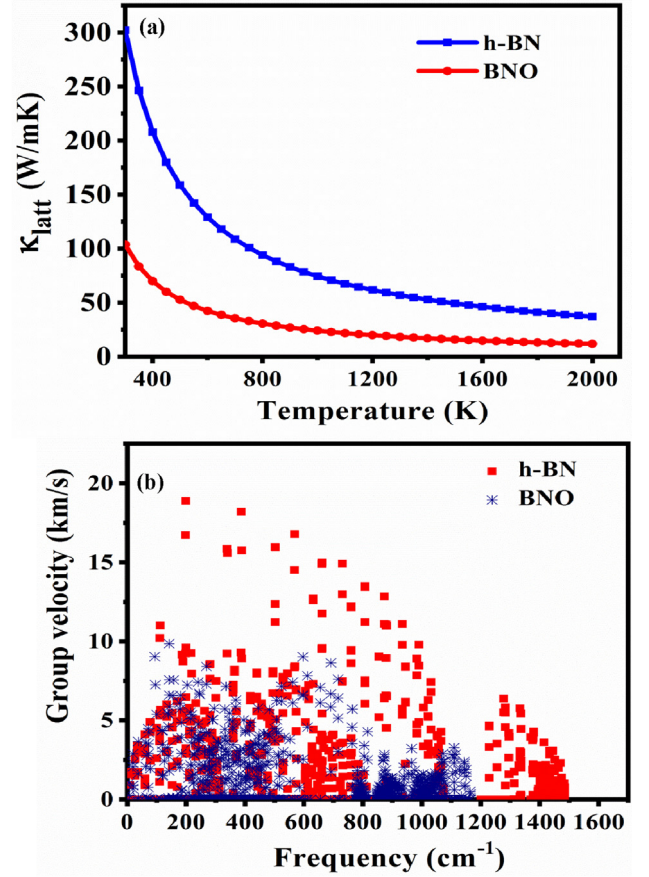 (a)
h-BN
BNO
300
250
200
150
100
50
0
κlatt (W/mK)
400 800 1200 1600 2000
Temperature (K)
(b)
h-BN
BNO
20
15
10
5
0
Group velocity (km/s)
0 200 400 600 800 1000 1200 1400 1600
Frequency (cm⁻¹)